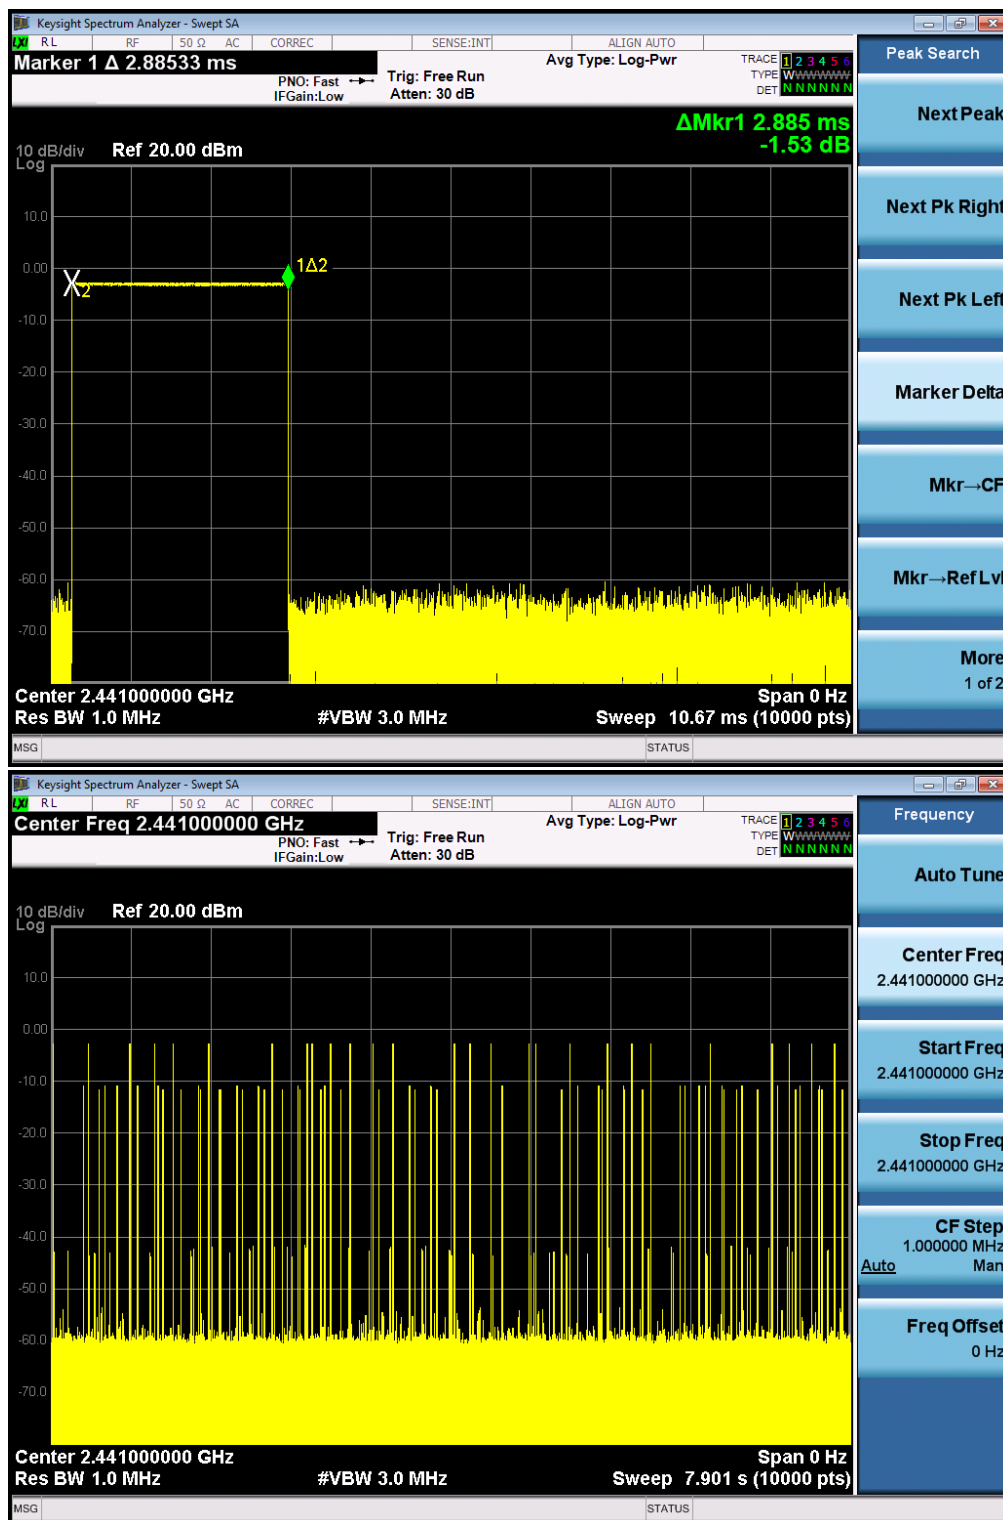 Keysight Spectrum Analyzer - Swept SA
LXI RL RF 50 Ω AC CORREC SENSE:INT ALIGN AUTO
Marker 1 Δ 2.88533 ms
PNO: Fast
IFGain:Low
Trig: Free Run
Atten: 30 dB
Avg Type: Log-Pwr
TRACE 1 2 3 4 5 6
TYPE WWWWWW
DET N N N N N N
ΔMkr1 2.885 ms
-1.53 dB
10 dB/div Ref 20.00 dBm
Log
10.0
0.00
-10.0
-20.0
-30.0
-40.0
-50.0
-60.0
-70.0
X2
1Δ2
Center 2.441000000 GHz Span 0 Hz
Res BW 1.0 MHz #VBW 3.0 MHz Sweep 10.67 ms (10000 pts)
MSG STATUS
Peak Search
Next Peak
Next Pk Right
Next Pk Left
Marker Delta
Mkr→CF
Mkr→Ref Lvl
More
1 of 2
Keysight Spectrum Analyzer - Swept SA
LXI RL RF 50 Ω AC CORREC SENSE:INT ALIGN AUTO
Center Freq 2.441000000 GHz
PNO: Fast
IFGain:Low
Trig: Free Run
Atten: 30 dB
Avg Type: Log-Pwr
TRACE 1 2 3 4 5 6
TYPE WWWWWW
DET N N N N N N
10 dB/div Ref 20.00 dBm
Log
10.0
0.00
-10.0
-20.0
-30.0
-40.0
-50.0
-60.0
-70.0
Center 2.441000000 GHz Span 0 Hz
Res BW 1.0 MHz #VBW 3.0 MHz Sweep 7.901 s (10000 pts)
MSG STATUS
Frequency
Auto Tune
Center Freq
2.441000000 GHz
Start Freq
2.441000000 GHz
Stop Freq
2.441000000 GHz
CF Step
1.000000 MHz
Auto Man
Freq Offset
0 Hz